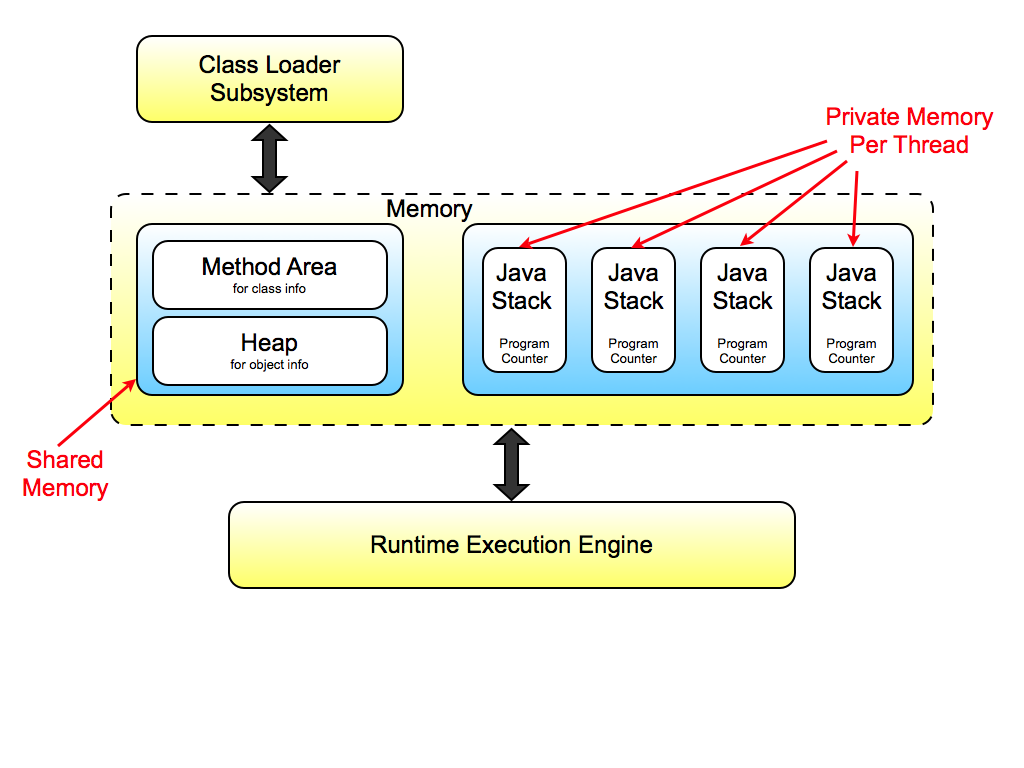 Class Loader
Subsystem
Private Memory
Per Thread
Memory
Method Area
for class info
Heap
for object info
Java
Stack
Program
Counter
Java
Stack
Program
Counter
Java
Stack
Program
Counter
Java
Stack
Program
Counter
Shared
Memory
Runtime Execution Engine